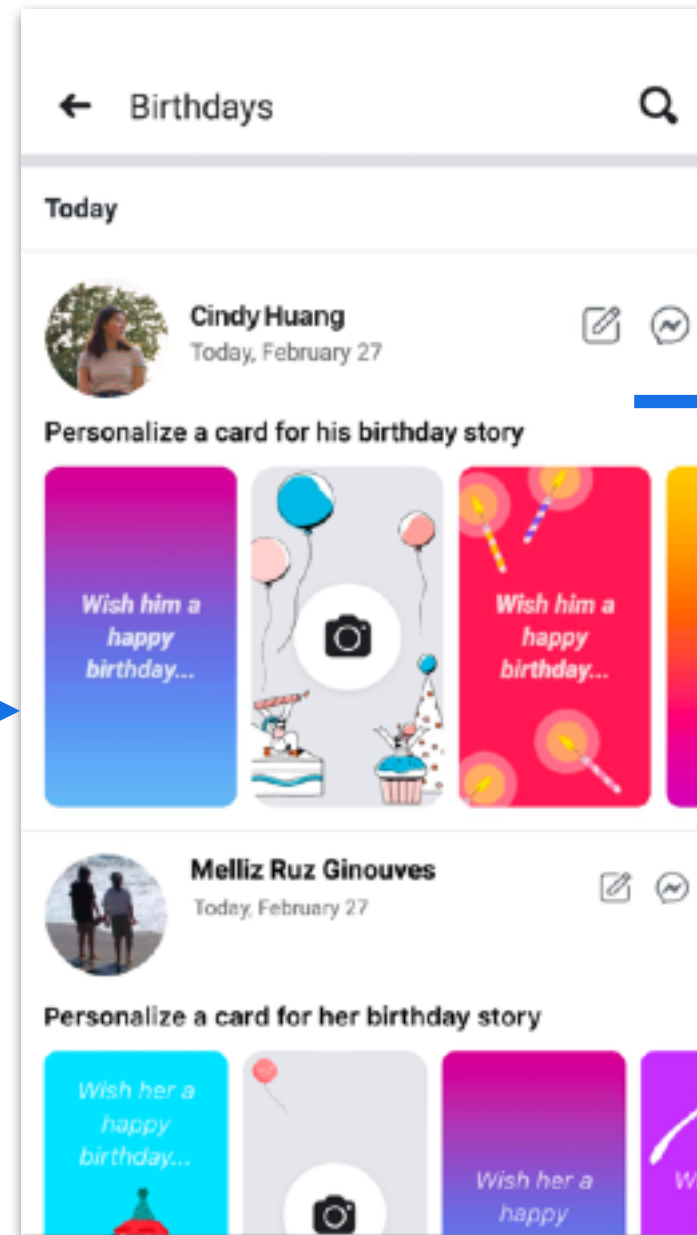 Birthdays
Today
Cindy Huang
Today, February 27
Personalize a card for his birthday story
Wish him a
happy
birthday...
Wish him a
happy
birthday...
Melliz Ruz Ginouves
Today, February 27
Personalize a card for her birthday story
Wish her a
happy
birthday...
Wish her a
happy